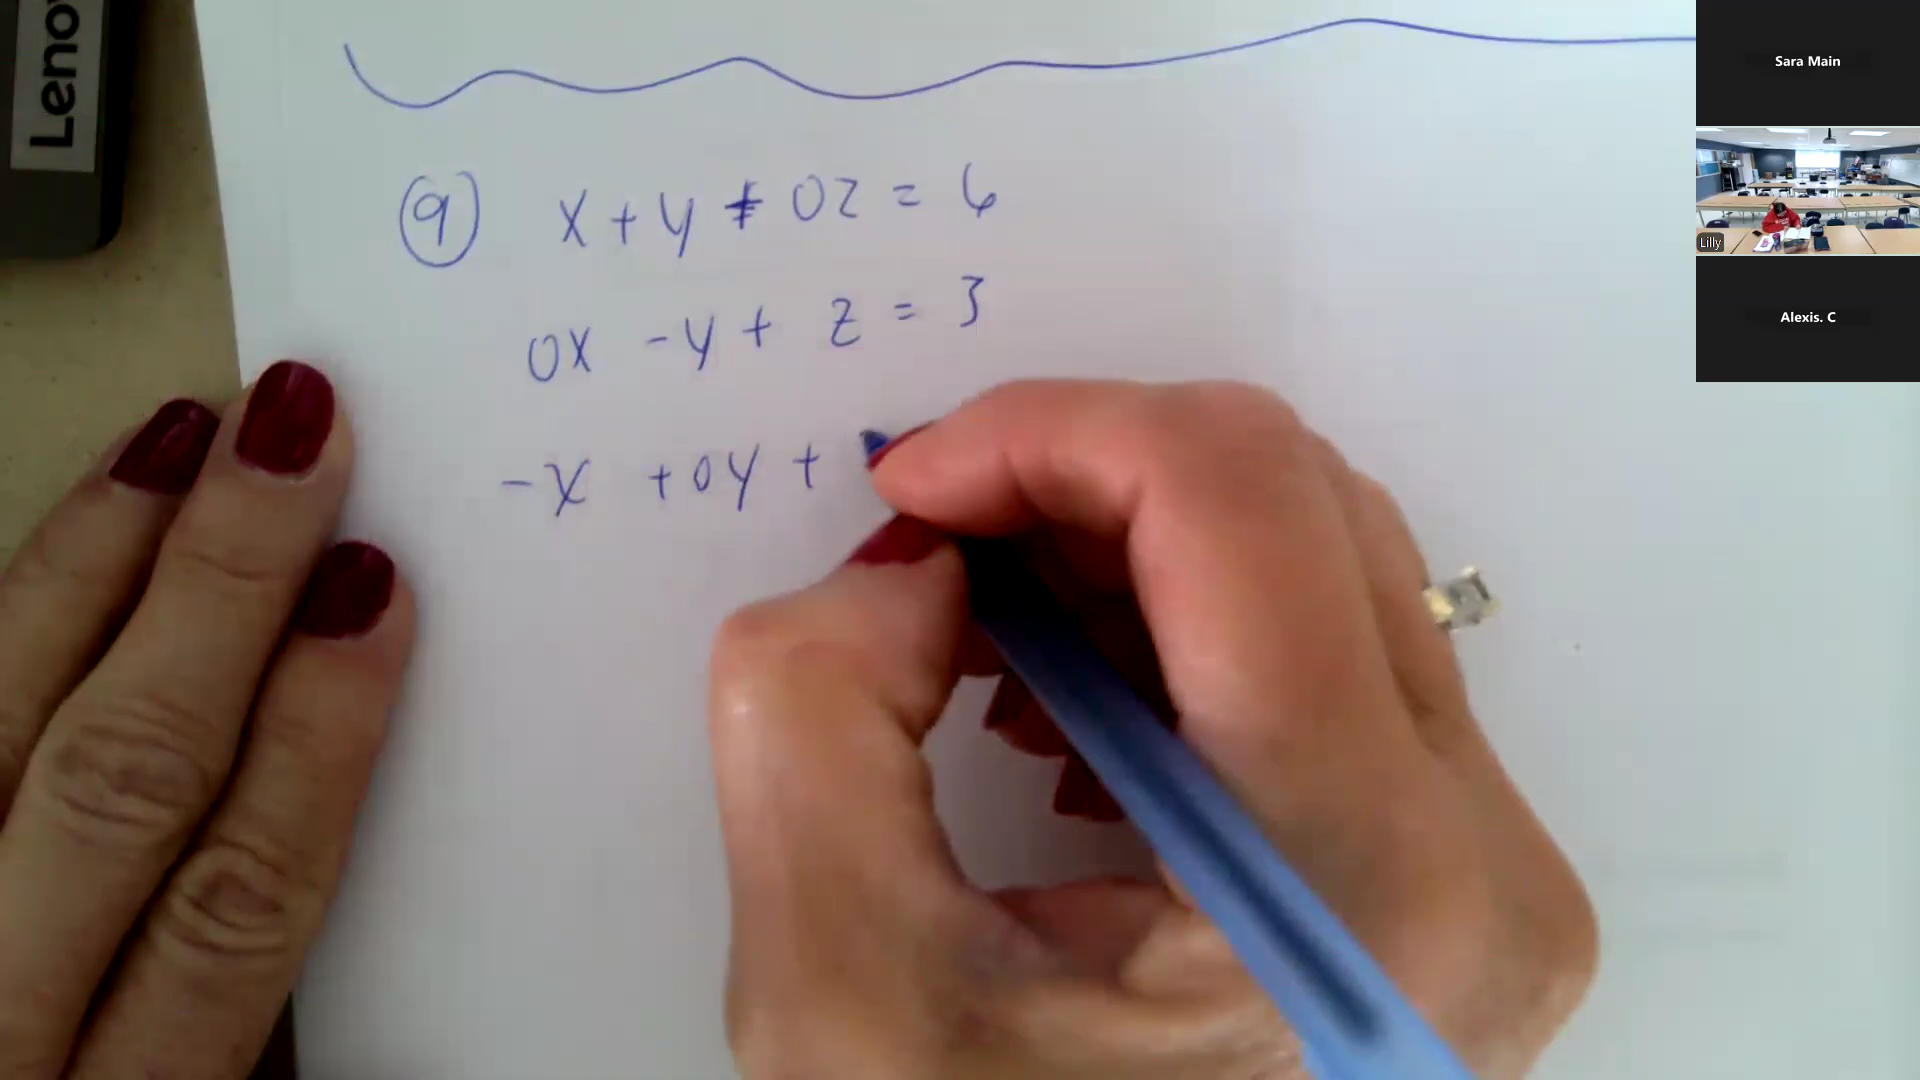 Leno
Sara Main
⑨ x + y + 0z = 6
0x - y + z = 3
-x + 0y +
Lilly
Alexis. C